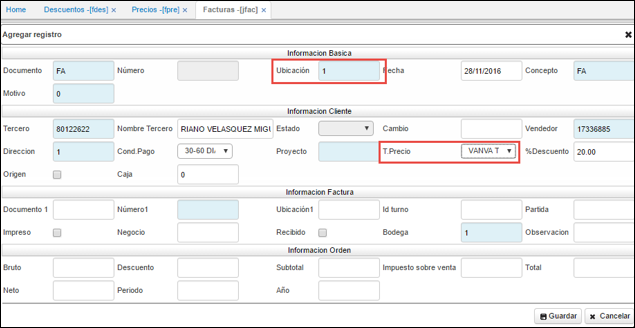 Home Descuentos -[fdes] × Precios -[fpre] × Facturas -[jfac] ×
Agregar registro
Informacion Basica
Documento FA Número Ubicación 1 Fecha 28/11/2016 Concepto FA
Motivo 0
Informacion Cliente
Tercero 80122622 Nombre Tercero RIANO VELASQUEZ MIGU Estado Cambio Vendedor 17336885
Direccion 1 Cond.Pago 30-60 DI Proyecto T.Precio VANVA T %Descuento 20.00
Origen Caja 0
Informacion Factura
Documento 1 Número1 Ubicación1 Id turno Partida
Impreso Negocio Recibido Bodega 1 Observacion
Informacion Orden
Bruto Descuento Subtotal Impuesto sobre venta Total
Neto Periodo Año
Guardar × Cancelar